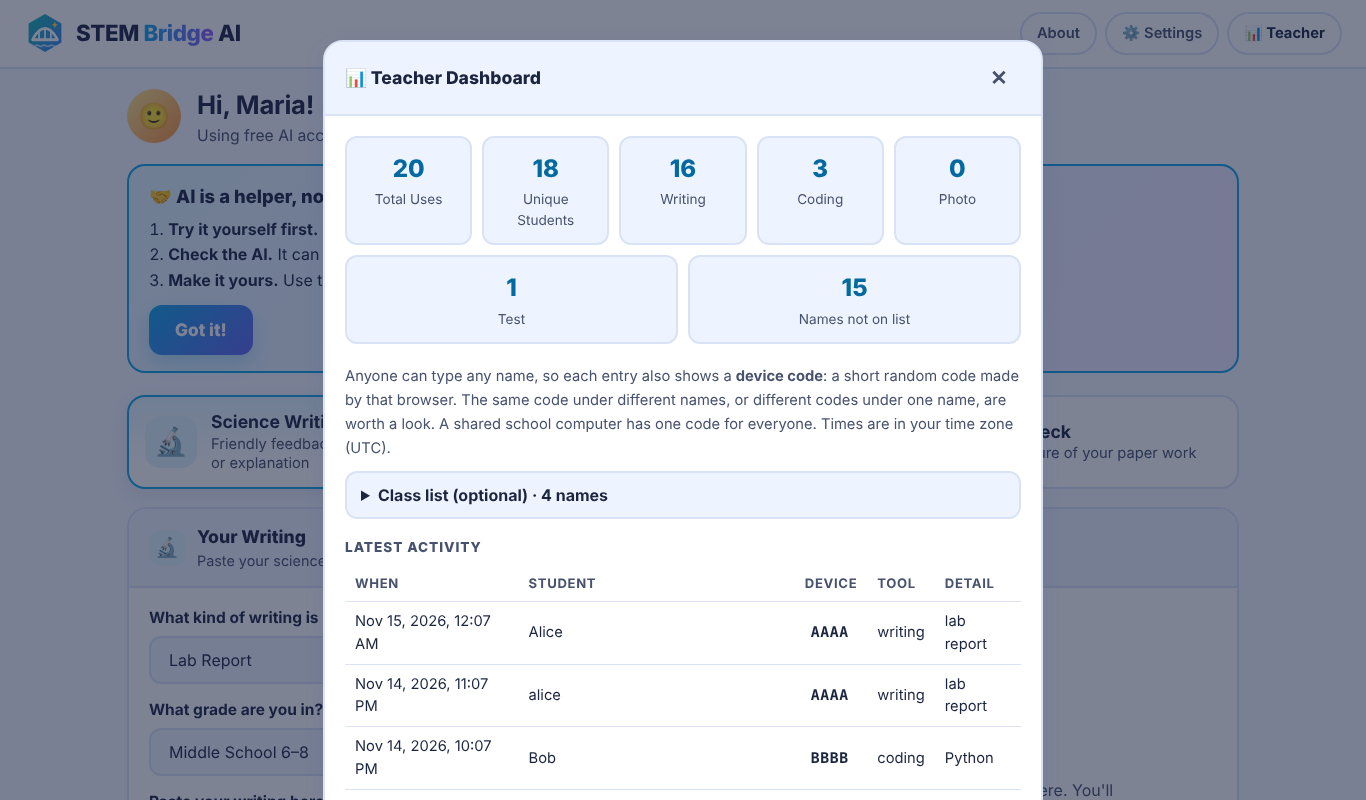 STEM Bridge AI
About
⚙️ Settings
📊 Teacher
Hi, Maria!
Using free AI acc
🤝 AI is a helper, no
1. Try it yourself first.
2. Check the AI. It can
3. Make it yours. Use t
Got it!
Science Writi
Friendly feedbac
or explanation
eck
ure of your paper work
Your Writing
Paste your science
What kind of writing is
Lab Report
What grade are you in?
Middle School 6–8
ere. You'll
📊 Teacher Dashboard
✕
20
Total Uses
18
Unique
Students
16
Writing
3
Coding
0
Photo
1
Test
15
Names not on list
Anyone can type any name, so each entry also shows a device code: a short random code made
by that browser. The same code under different names, or different codes under one name, are
worth a look. A shared school computer has one code for everyone. Times are in your time zone
(UTC).
▶ Class list (optional) · 4 names
LATEST ACTIVITY
WHEN STUDENT DEVICE TOOL DETAIL
Nov 15, 2026, 12:07
AM
Alice AAAA writing
lab
report
Nov 14, 2026, 11:07
PM
alice AAAA writing
lab
report
Nov 14, 2026, 10:07
PM
Bob BBBB coding Python